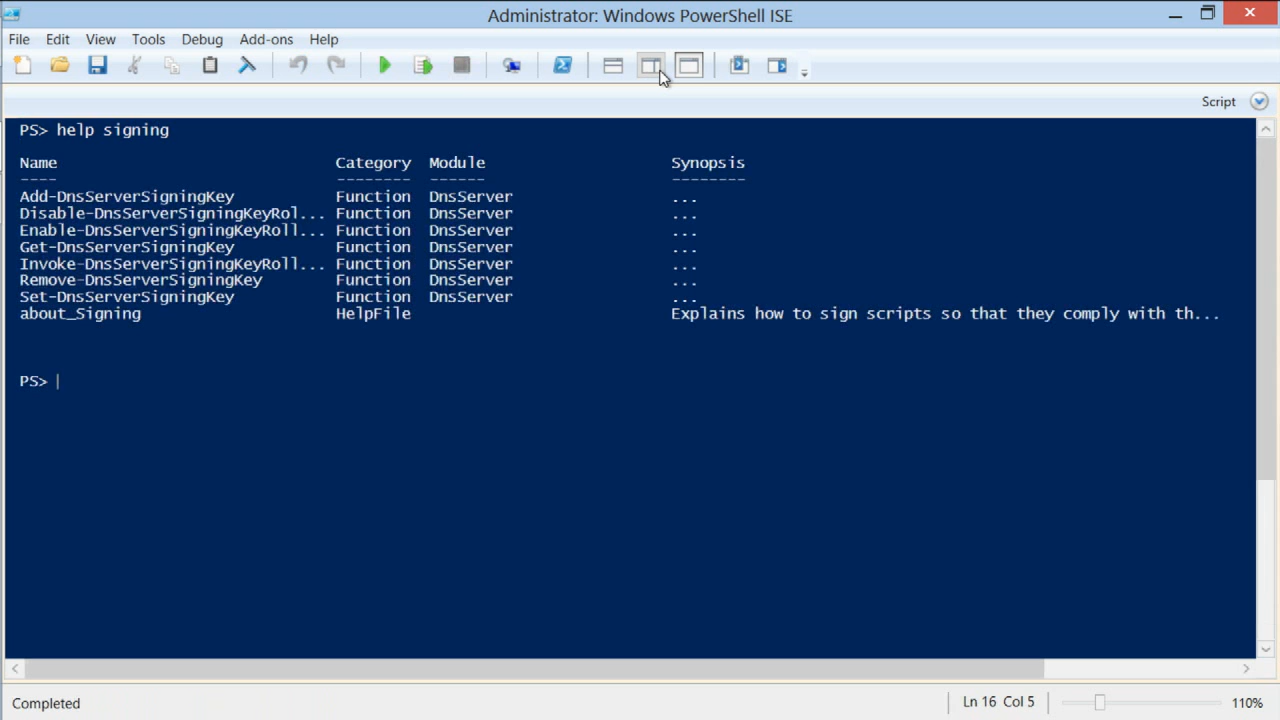 Administrator: Windows PowerShell ISE
File Edit View Tools Debug Add-ons Help
Script
PS> help signing
Name Category Module Synopsis
---- -------- ------ --------
Add-DnsServerSigningKey Function DnsServer ...
Disable-DnsServerSigningKeyRol... Function DnsServer ...
Enable-DnsServerSigningKeyRoll... Function DnsServer ...
Get-DnsServerSigningKey Function DnsServer ...
Invoke-DnsServerSigningKeyRoll... Function DnsServer ...
Remove-DnsServerSigningKey Function DnsServer ...
Set-DnsServerSigningKey Function DnsServer ...
about_Signing HelpFile Explains how to sign scripts so that they comply with th...
PS>
Completed Ln 16 Col 5 110%